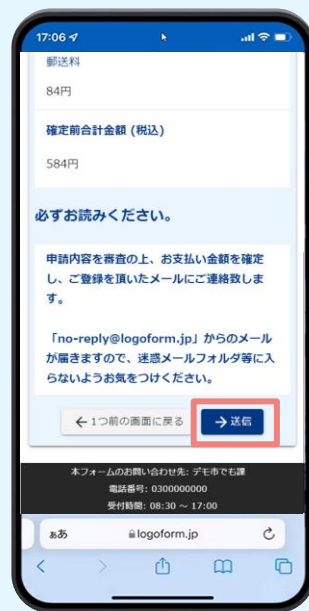 17:06
郵送料
84円
確定前合計金額 (税込)
584円
必ずお読みください。
申請内容を審査の上、お支払い金額を確定
し、ご登録を頂いたメールにご連絡致しま
す。
「no-reply@logoform.jp」からのメール
が届きますので、迷惑メールフォルダ等に入
らないようお気をつけください。
←1つ前の画面に戻る →送信
本フォームのお問い合わせ先: デモ市でも課
電話番号: 0300000000
受付時間: 08:30 ～ 17:00
ぁあ logoform.jp